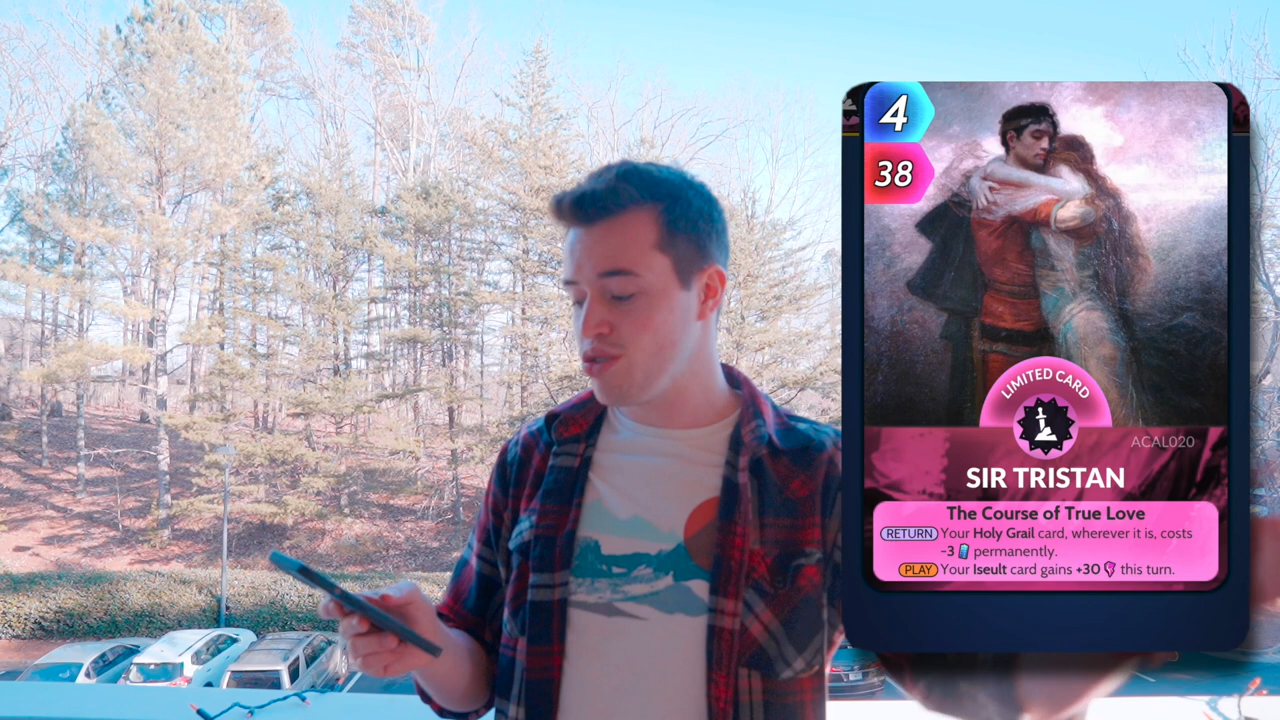 4
38
LIMITED CARD
ACAL020
SIR TRISTAN
The Course of True Love
RETURN Your Holy Grail card, wherever it is, costs
-3 permanently.
PLAY Your Iseult card gains +30 this turn.